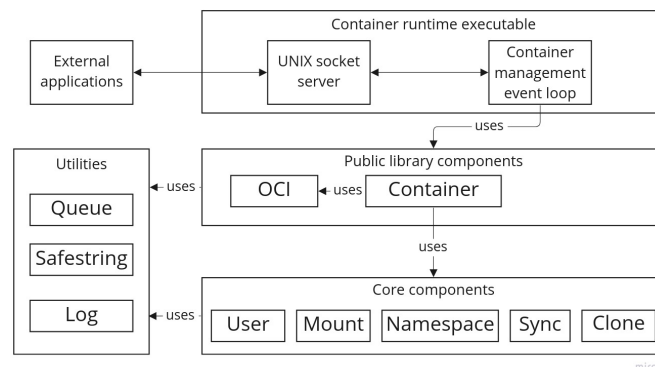 Container runtime executable
External
applications
UNIX socket
server
Container
management
event loop
uses
Utilities
Public library components
Queue
uses
OCI
uses
Container
Safestring
uses
Core components
Log
uses
User
Mount
Namespace
Sync
Clone